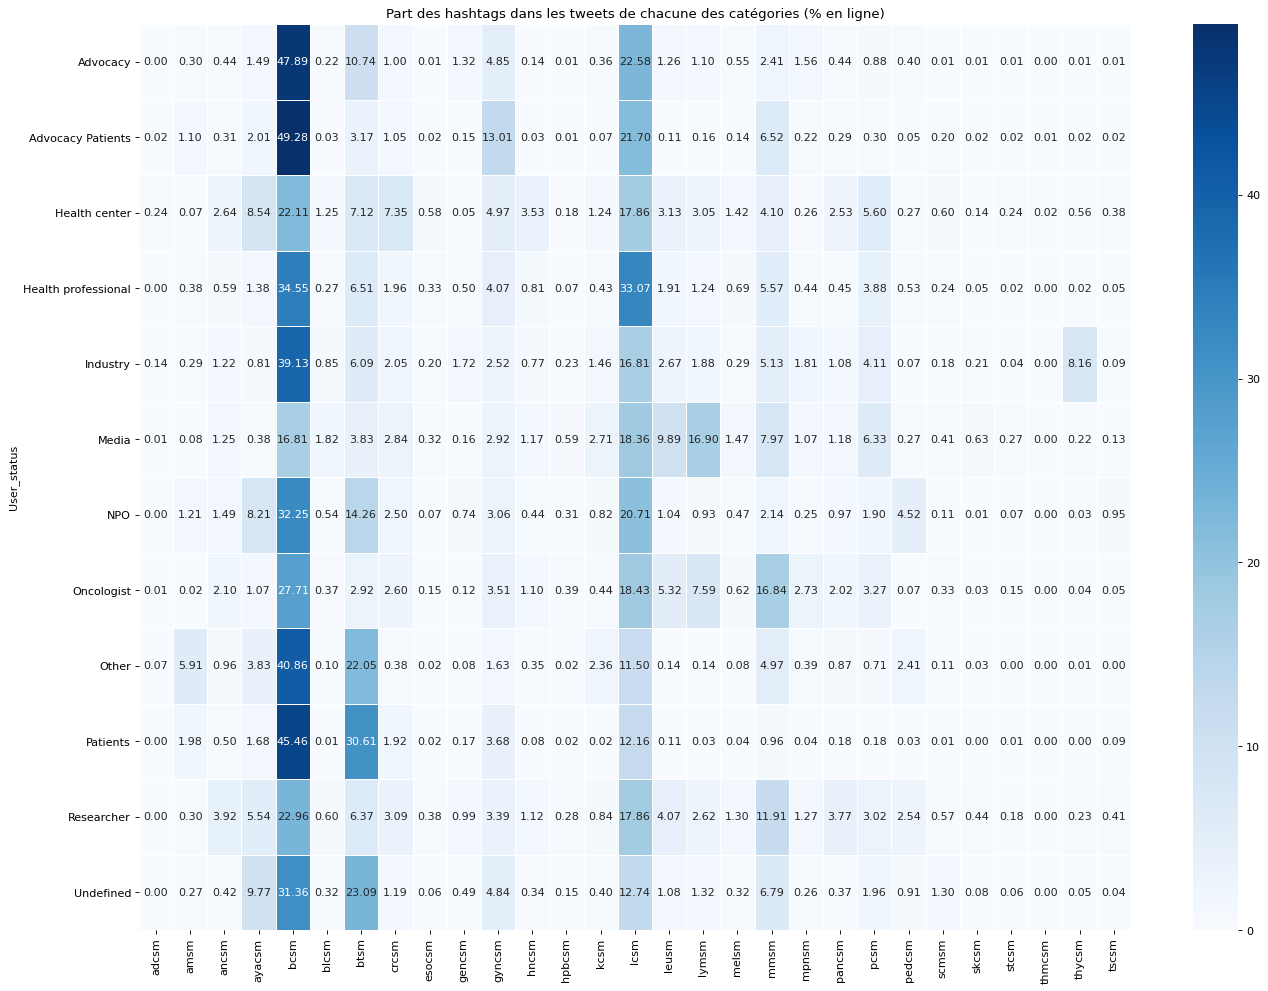 Part des hashtags dans les tweets de chacune des catégories (% en ligne)
User_status
Advocacy 0.00 0.30 0.44 1.49 47.89 0.22 10.74 1.00 0.01 1.32 4.85 0.14 0.01 0.36 22.58 1.26 1.10 0.55 2.41 1.56 0.44 0.88 0.40 0.01 0.01 0.01 0.00 0.01 0.01
Advocacy Patients 0.02 1.10 0.31 2.01 49.28 0.03 3.17 1.05 0.02 0.15 13.01 0.03 0.01 0.07 21.70 0.11 0.16 0.14 6.52 0.22 0.29 0.30 0.05 0.20 0.02 0.02 0.01 0.02 0.02
Health center 0.24 0.07 2.64 8.54 22.11 1.25 7.12 7.35 0.58 0.05 4.97 3.53 0.18 1.24 17.86 3.13 3.05 1.42 4.10 0.26 2.53 5.60 0.27 0.60 0.14 0.24 0.02 0.56 0.38
Health professional 0.00 0.38 0.59 1.38 34.55 0.27 6.51 1.96 0.33 0.50 4.07 0.81 0.07 0.43 33.07 1.91 1.24 0.69 5.57 0.44 0.45 3.88 0.53 0.24 0.05 0.02 0.00 0.02 0.05
Industry 0.14 0.29 1.22 0.81 39.13 0.85 6.09 2.05 0.20 1.72 2.52 0.77 0.23 1.46 16.81 2.67 1.88 0.29 5.13 1.81 1.08 4.11 0.07 0.18 0.21 0.04 0.00 8.16 0.09
Media 0.01 0.08 1.25 0.38 16.81 1.82 3.83 2.84 0.32 0.16 2.92 1.17 0.59 2.71 18.36 9.89 16.90 1.47 7.97 1.07 1.18 6.33 0.27 0.41 0.63 0.27 0.00 0.22 0.13
NPO 0.00 1.21 1.49 8.21 32.25 0.54 14.26 2.50 0.07 0.74 3.06 0.44 0.31 0.82 20.71 1.04 0.93 0.47 2.14 0.25 0.97 1.90 4.52 0.11 0.01 0.07 0.00 0.03 0.95
Oncologist 0.01 0.02 2.10 1.07 27.71 0.37 2.92 2.60 0.15 0.12 3.51 1.10 0.39 0.44 18.43 5.32 7.59 0.62 16.84 2.73 2.02 3.27 0.07 0.33 0.03 0.15 0.00 0.04 0.05
Other 0.07 5.91 0.96 3.83 40.86 0.10 22.05 0.38 0.02 0.08 1.63 0.35 0.02 2.36 11.50 0.14 0.14 0.08 4.97 0.39 0.87 0.71 2.41 0.11 0.03 0.00 0.00 0.01 0.00
Patients 0.00 1.98 0.50 1.68 45.46 0.01 30.61 1.92 0.02 0.17 3.68 0.08 0.02 0.02 12.16 0.11 0.03 0.04 0.96 0.04 0.18 0.18 0.03 0.01 0.00 0.01 0.00 0.00 0.09
Researcher 0.00 0.30 3.92 5.54 22.96 0.60 6.37 3.09 0.38 0.99 3.39 1.12 0.28 0.84 17.86 4.07 2.62 1.30 11.91 1.27 3.77 3.02 2.54 0.57 0.44 0.18 0.00 0.23 0.41
Undefined 0.00 0.27 0.42 9.77 31.36 0.32 23.09 1.19 0.06 0.49 4.84 0.34 0.15 0.40 12.74 1.08 1.32 0.32 6.79 0.26 0.37 1.96 0.91 1.30 0.08 0.06 0.00 0.05 0.04
adcsm amsm ancsm ayacsm bcsm blcsm btsm crcsm esocsm gencsm gyncsm hncsm hpbcsm kcsm lcsm leusm lymsm melsm mmsm mpnsm pancsm pcsm pedcsm scmsm skcsm stcsm thmcsm thycsm tscsm
40
30
20
10
0